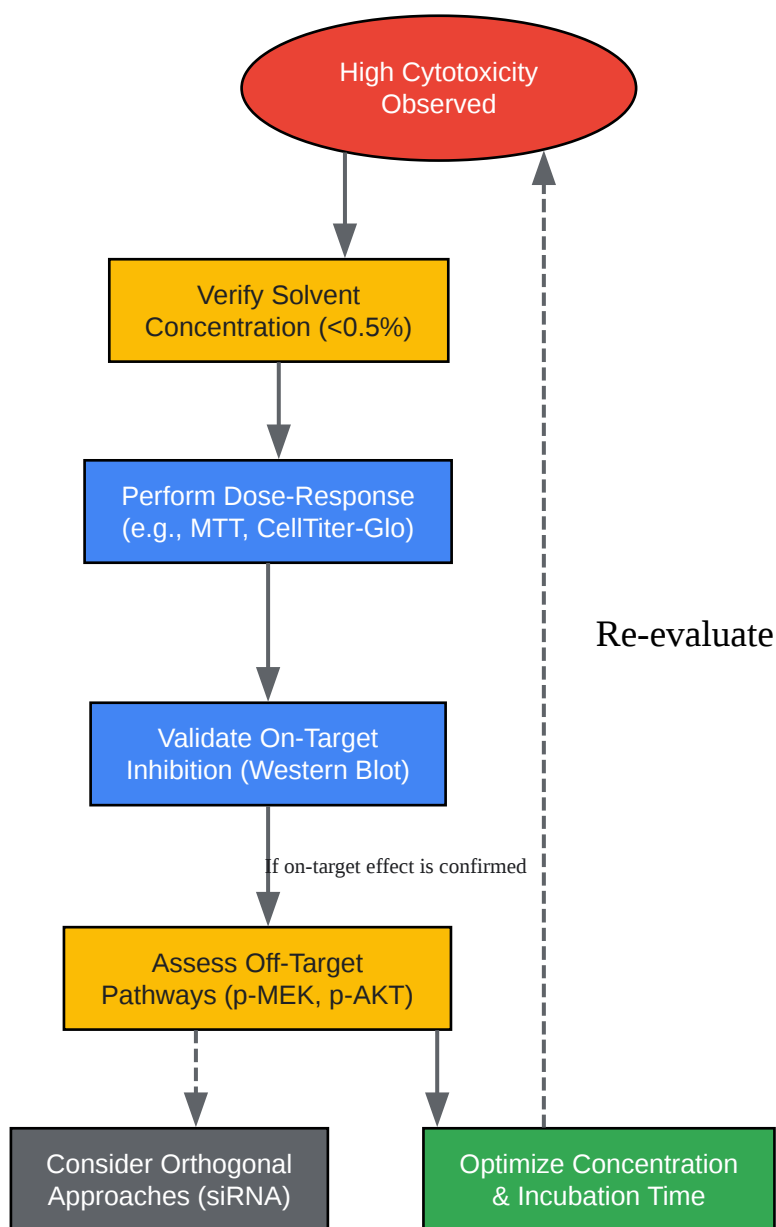 High Cytotoxicity
Observed
Verify Solvent
Concentration (<0.5%)
Perform Dose-Response
(e.g., MTT, CellTiter-Glo)
Re-evaluate
Validate On-Target
Inhibition (Western Blot)
If on-target effect is confirmed
Assess Off-Target
Pathways (p-MEK, p-AKT)
Consider Orthogonal
Approaches (siRNA)
Optimize Concentration
& Incubation Time